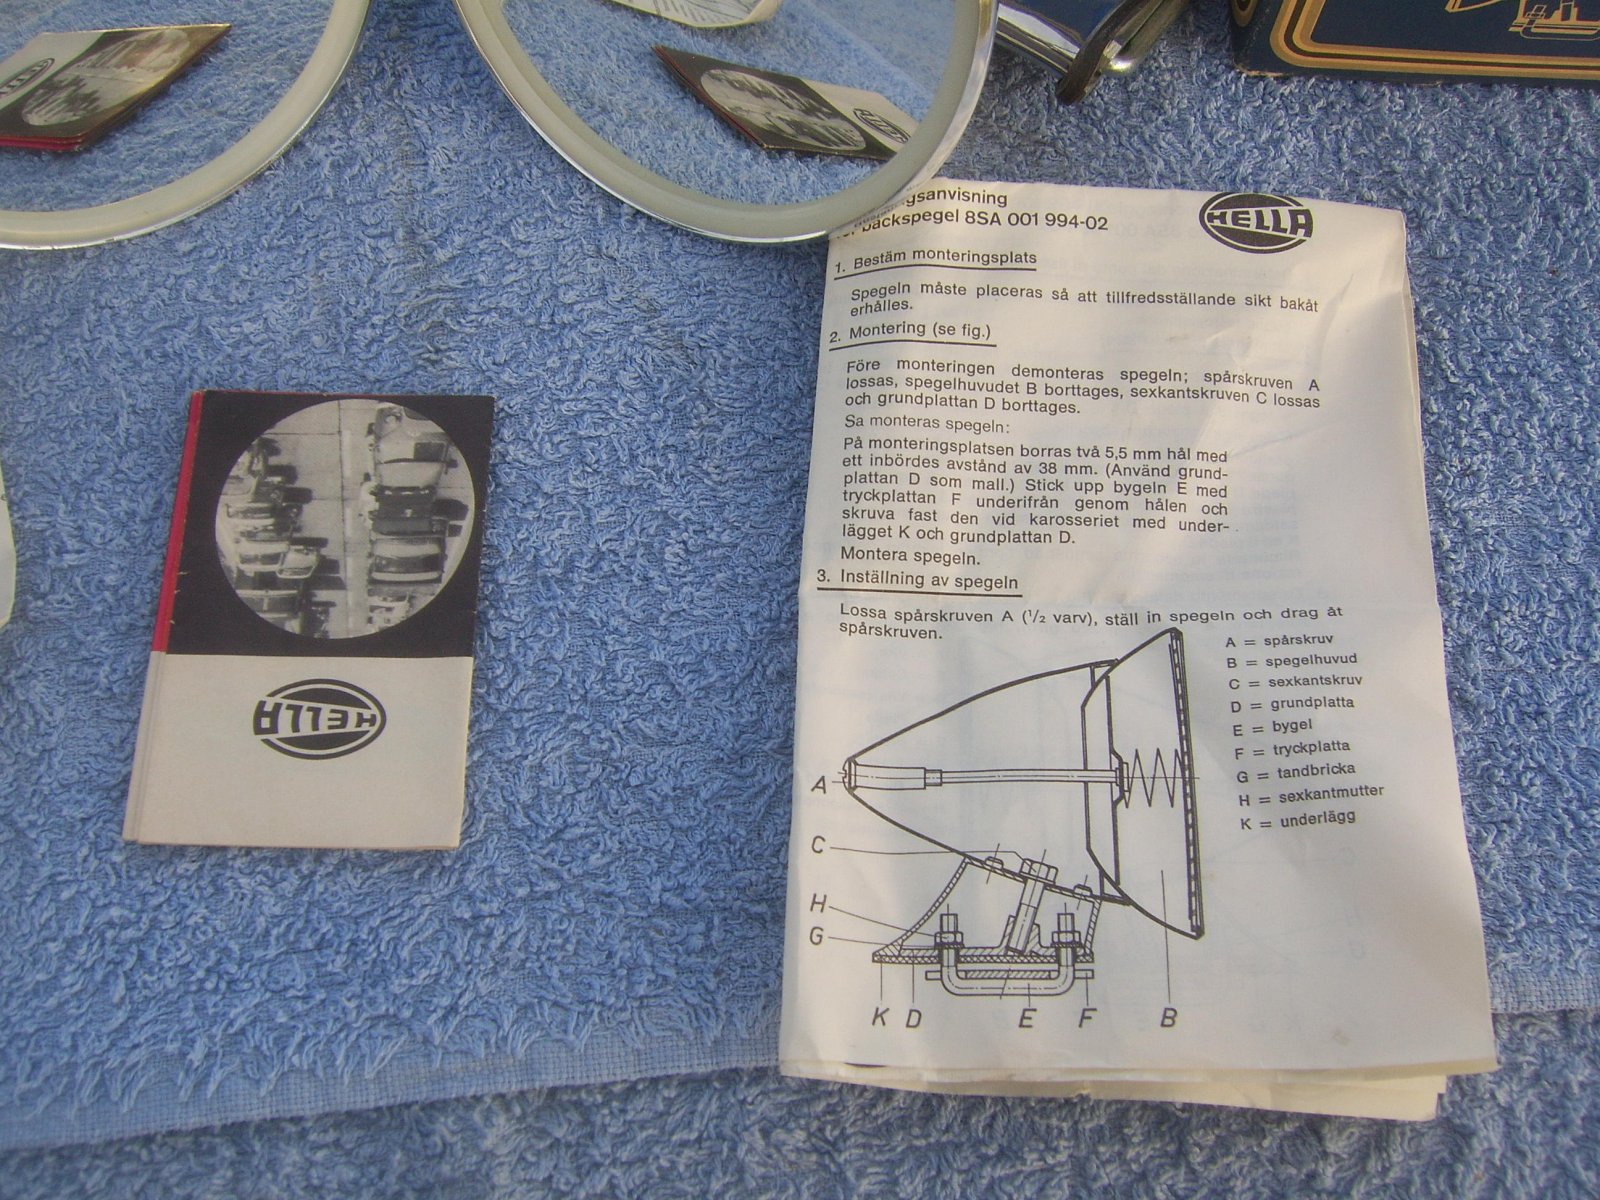 HELLA
HELLA
HELLA
gsanvisning
backspegel 8SA 001 994-02
HELLA
1. Bestäm monteringsplats
Spegeln måste placeras så att tillfredsställande sikt bakåt
erhålles.
2. Montering (se fig.)
Före monteringen demonteras spegeln; spårskruven A
lossas, spegelhuvudet B borttages, sexkantskruven C lossas
och grundplattan D borttages.
Sa monteras spegeln:
På monteringsplatsen borras två 5,5 mm hål med
ett inbördes avstånd av 38 mm. (Använd grund-
plattan D som mall.) Stick upp bygeln E med
tryckplattan F underifrån genom hålen och
skruva fast den vid karosseriet med under-
lägget K och grundplattan D.
Montera spegeln.
3. Inställning av spegeln
Lossa spårskruven A (1/2 varv), ställ in spegeln och drag åt
spårskruven.
A = spårskruv
B = spegelhuvud
C = sexkantskruv
D = grundplatta
E = bygel
F = tryckplatta
G = tandbricka
H = sexkantmutter
K = underlägg
A
C
H
G
K D E F B